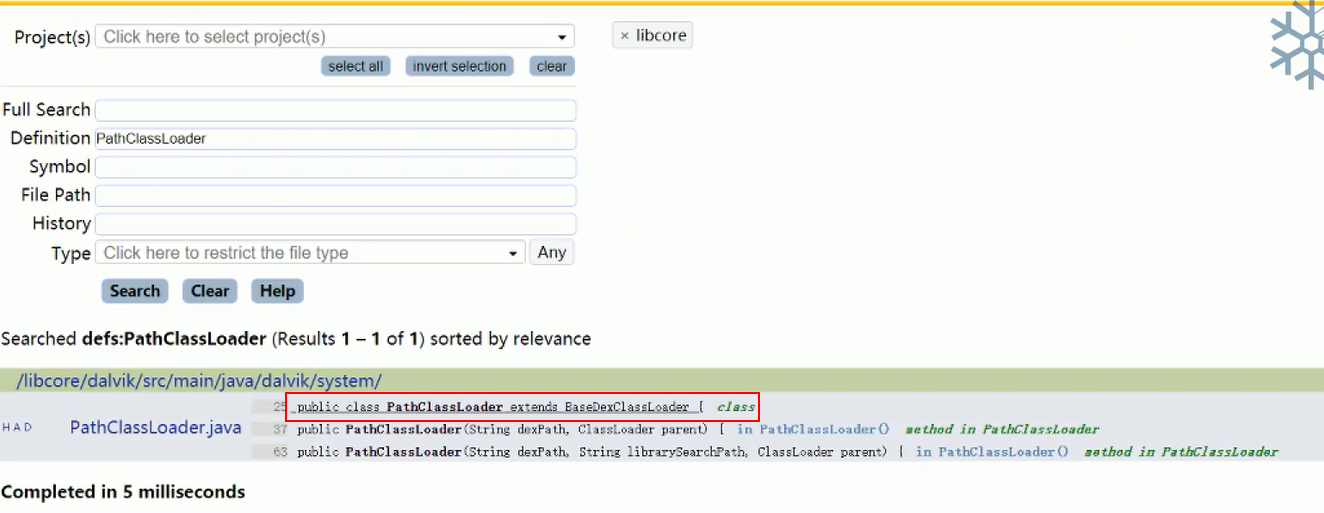 Project(s) Click here to select project(s) × libcore
select all invert selection clear
Full Search
Definition PathClassLoader
Symbol
File Path
History
Type Click here to restrict the file type Any
Search Clear Help
Searched defs:PathClassLoader (Results 1 – 1 of 1) sorted by relevance
/libcore/dalvik/src/main/java/dalvik/system/
25 public class PathClassLoader extends BaseDexClassLoader { class
H A D PathClassLoader.java 37 public PathClassLoader(String dexPath, ClassLoader parent) { in PathClassLoader() method in PathClassLoader
63 public PathClassLoader(String dexPath, String librarySearchPath, ClassLoader parent) { in PathClassLoader() method in PathClassLoader
Completed in 5 milliseconds